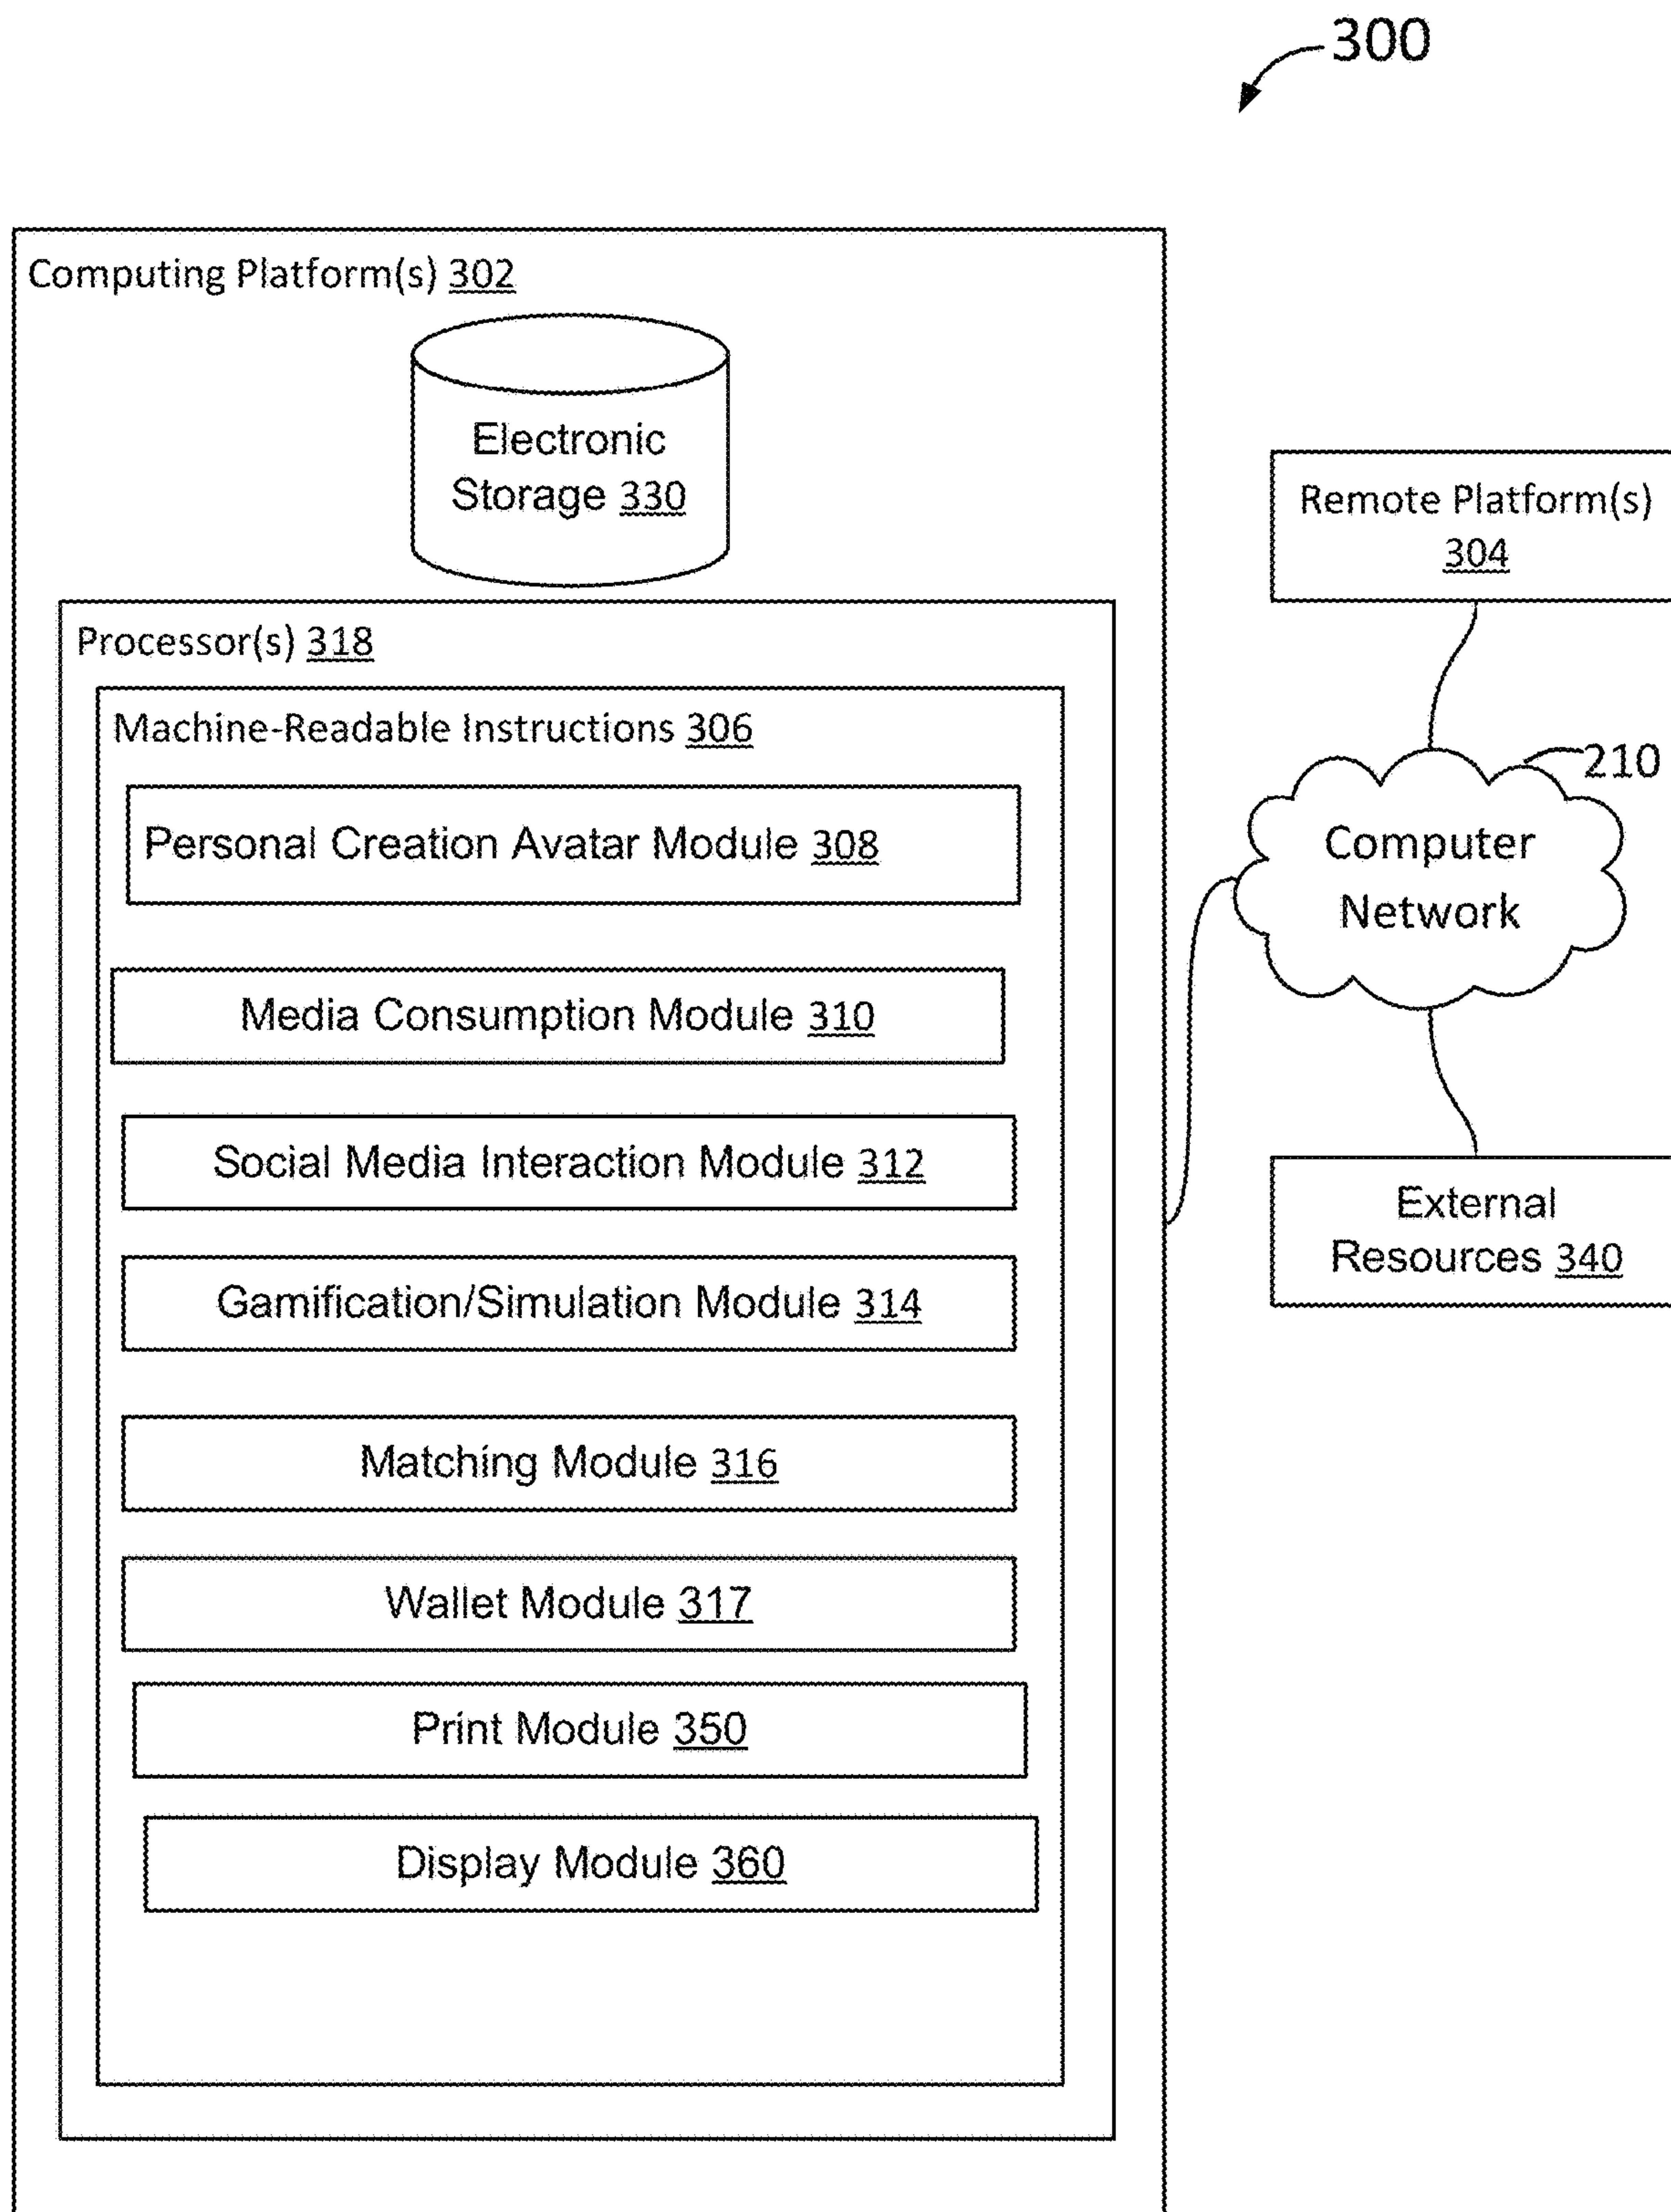 300
Computing Platform(s) 302
Electronic
Storage 330
Processor(s) 318
Machine-Readable Instructions 306
Personal Creation Avatar Module 308
Media Consumption Module 310
Social Media Interaction Module 312
Gamification/Simulation Module 314
Matching Module 316
Wallet Module 317
Print Module 350
Display Module 360
Remote Platform(s)
304
210
Computer
Network
External
Resources 340